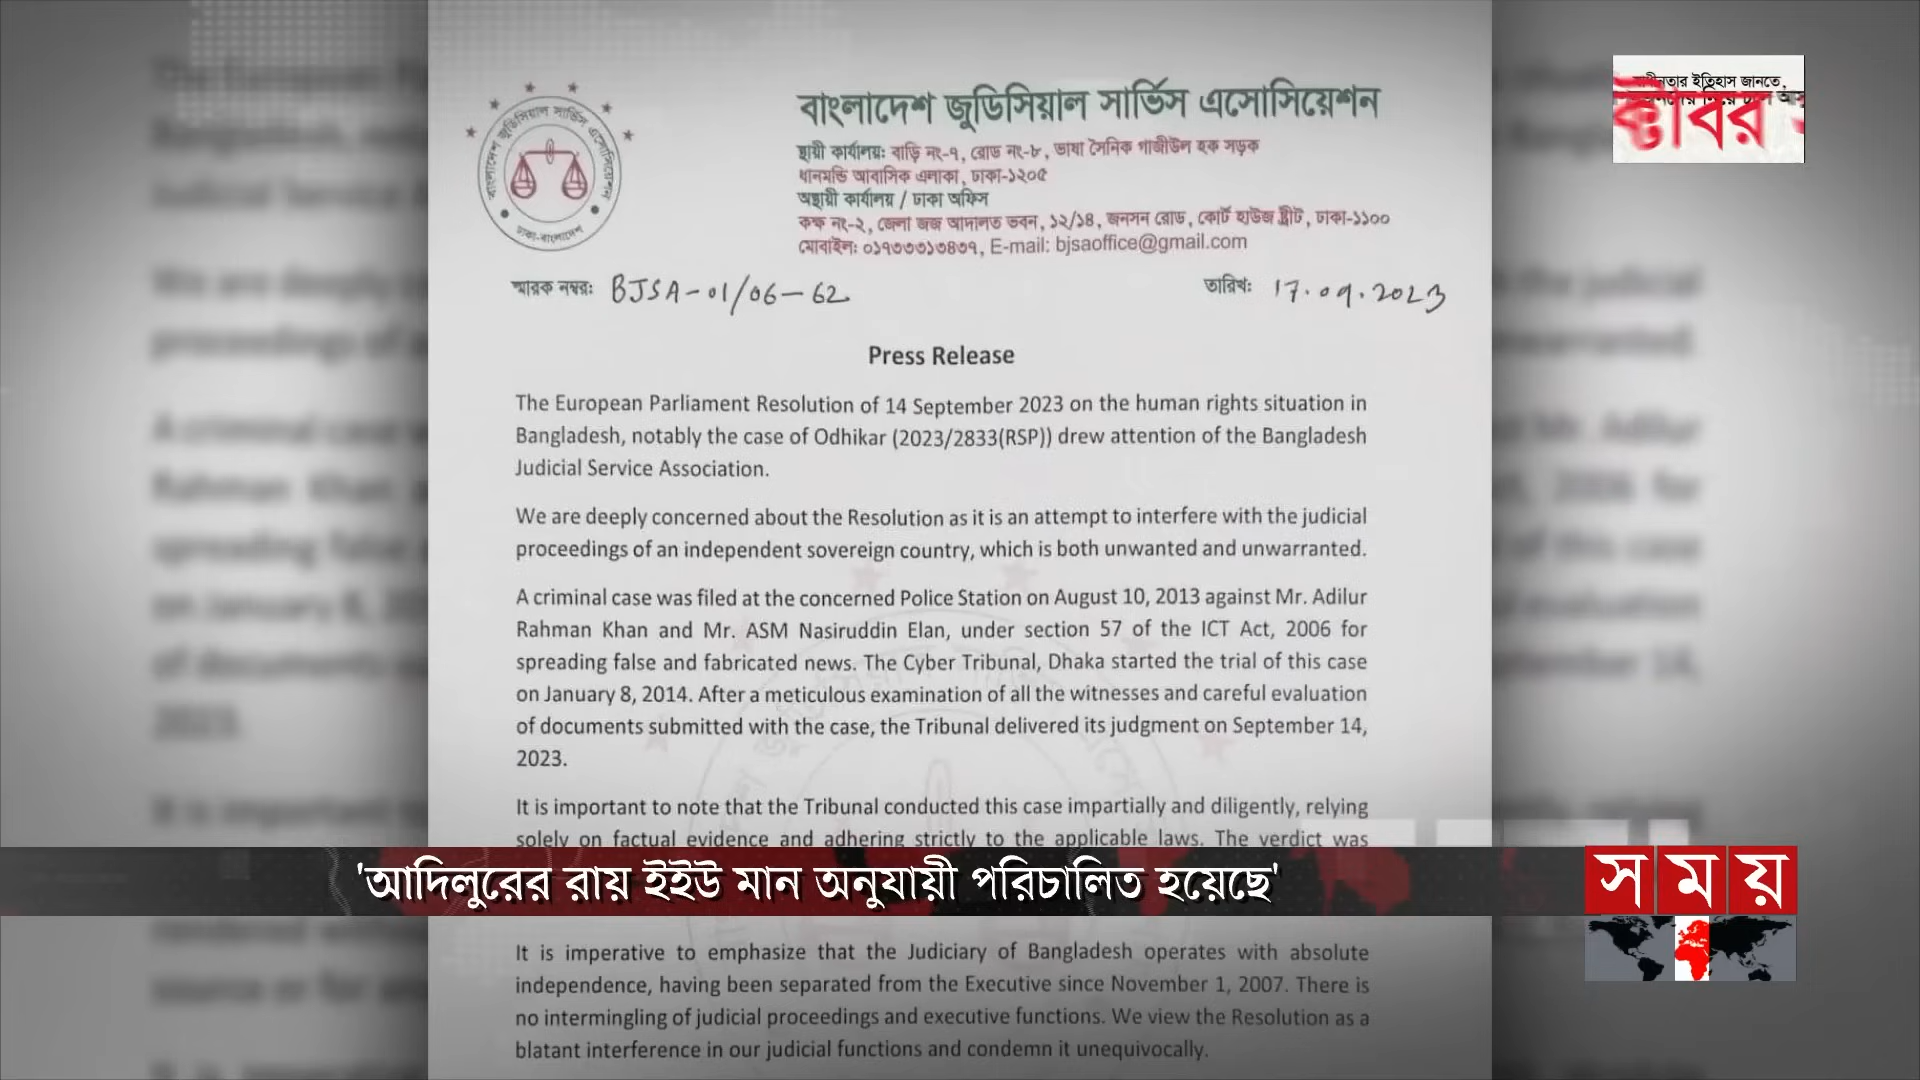 বাংলাদেশ জুডিসিয়াল সার্ভিস এসোসিয়েশন
স্থায়ী কার্যালয়: বাড়ি নং-৭, রোড নং-৮, ভাষা সৈনিক গাজীউল হক সড়ক
ধানমন্ডি আবাসিক এলাকা, ঢাকা-১২০৫
অস্থায়ী কার্যালয় / ঢাকা অফিস
কক্ষ নং-২, জেলা জজ আদালত ভবন, ১২/১৪, জনসন রোড, কোর্ট হাউজ স্ট্রীট, ঢাকা-১১০০
মোবাইল: ০১৭৩৩১৩৪৩৭, E-mail: bjsaoffice@gmail.com
বাংলাদেশ জুডিসিয়াল সার্ভিস এসোসিয়েশন
ঢাকা-বাংলাদেশ
স্মারক নম্বর: BJSA-01/06-62 তারিখ: 17.09.2023
Press Release
The European Parliament Resolution of 14 September 2023 on the human rights situation in
Bangladesh, notably the case of Odhikar (2023/2833(RSP)) drew attention of the Bangladesh
Judicial Service Association.
We are deeply concerned about the Resolution as it is an attempt to interfere with the judicial
proceedings of an independent sovereign country, which is both unwanted and unwarranted.
A criminal case was filed at the concerned Police Station on August 10, 2013 against Mr. Adilur
Rahman Khan and Mr. ASM Nasiruddin Elan, under section 57 of the ICT Act, 2006 for
spreading false and fabricated news. The Cyber Tribunal, Dhaka started the trial of this case
on January 8, 2014. After a meticulous examination of all the witnesses and careful evaluation
of documents submitted with the case, the Tribunal delivered its judgment on September 14,
2023.
It is important to note that the Tribunal conducted this case impartially and diligently, relying
solely on factual evidence and adhering strictly to the applicable laws. The verdict was
'আদিলুরের রায় ইইউ মান অনুযায়ী পরিচালিত হয়েছে'
সময়
It is imperative to emphasize that the Judiciary of Bangladesh operates with absolute
independence, having been separated from the Executive since November 1, 2007. There is
no intermingling of judicial proceedings and executive functions. We view the Resolution as a
blatant interference in our judicial functions and condemn it unequivocally.